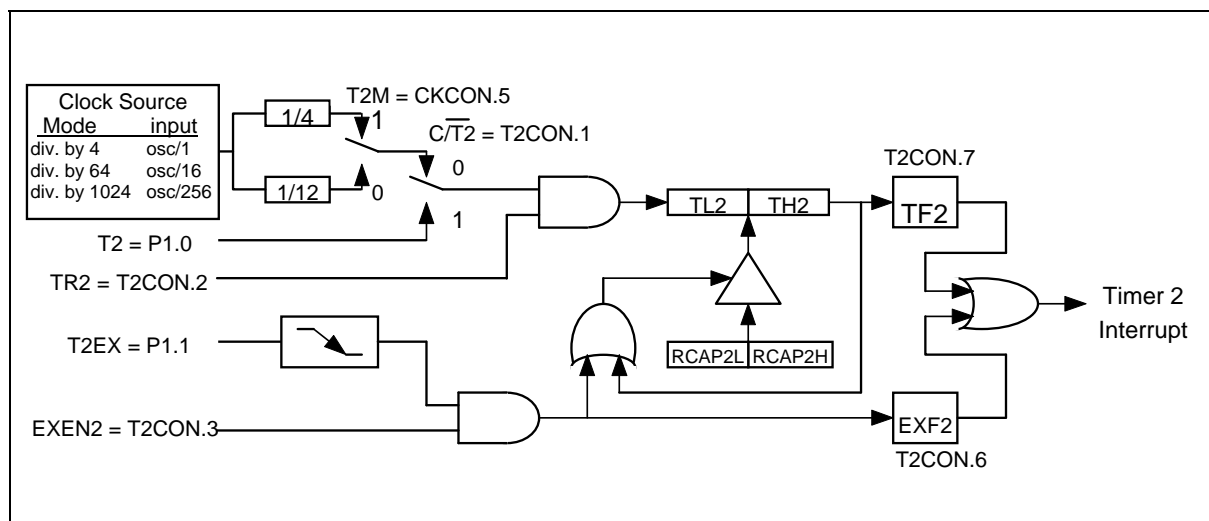 Clock Source
Mode input
div. by 4 osc/1
div. by 64 osc/16
div. by 1024 osc/256
1/4
1/12
T2M = CKCON.5
1
0
C/T2 = T2CON.1
0
1
T2 = P1.0
TR2 = T2CON.2
T2EX = P1.1
EXEN2 = T2CON.3
TL2 TH2
RCAP2L RCAP2H
T2CON.7
TF2
EXF2
T2CON.6
Timer 2
Interrupt